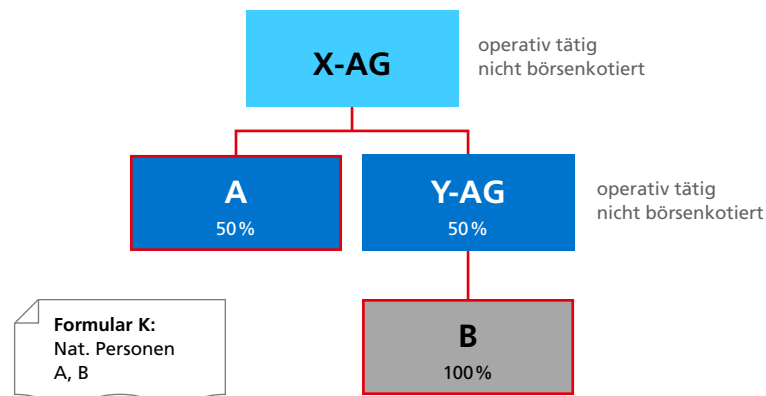 X-AG
operativ tätig
nicht börsenkotiert
A
50%
Y-AG
50%
operativ tätig
nicht börsenkotiert
Formular K:
Nat. Personen
A, B
B
100%